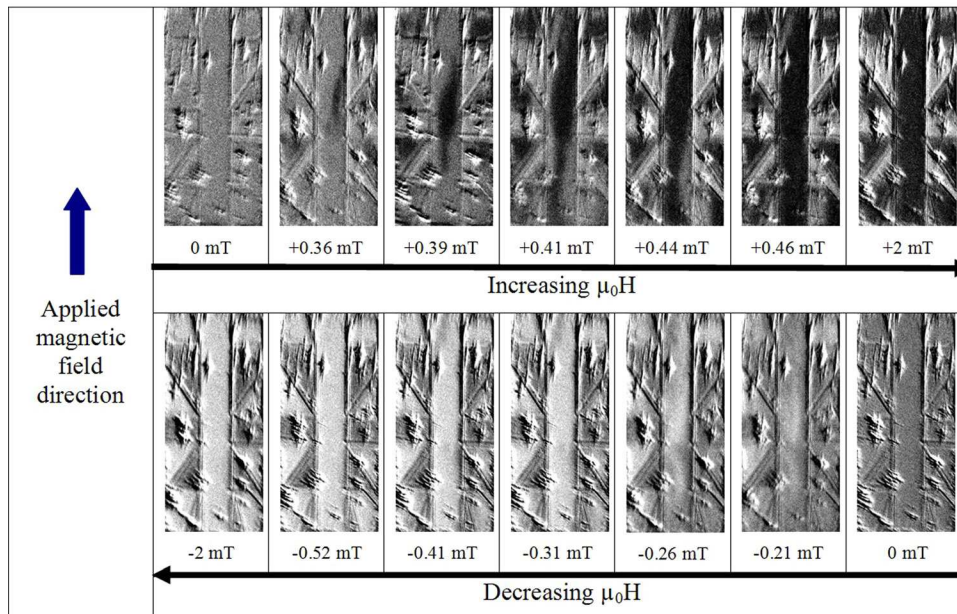 0 mT +0.36 mT +0.39 mT +0.41 mT +0.44 mT +0.46 mT +2 mT
Increasing µ₀H
Applied
magnetic
field
direction
-2 mT -0.52 mT -0.41 mT -0.31 mT -0.26 mT -0.21 mT 0 mT
Decreasing µ₀H